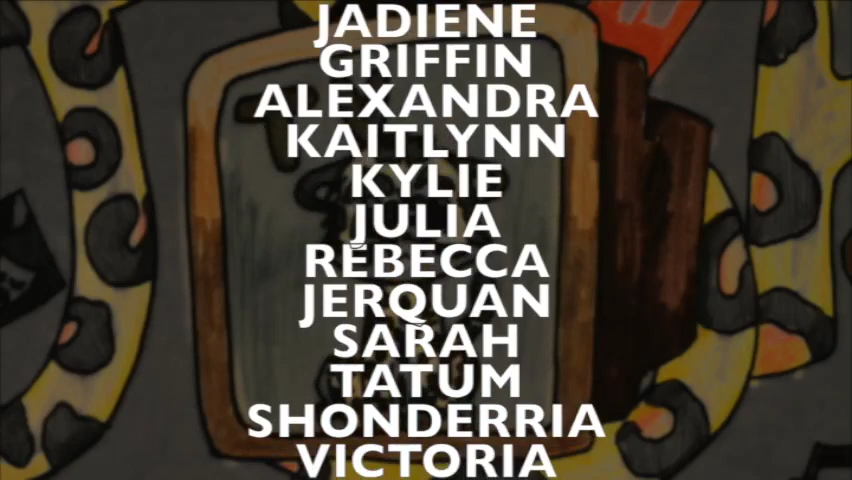 JADIENE
GRIFFIN
ALEXANDRA
KAITLYNN
KYLIE
JULIA
REBECCA
JERQUAN
SARAH
TATUM
SHONDERRIA
VICTORIA